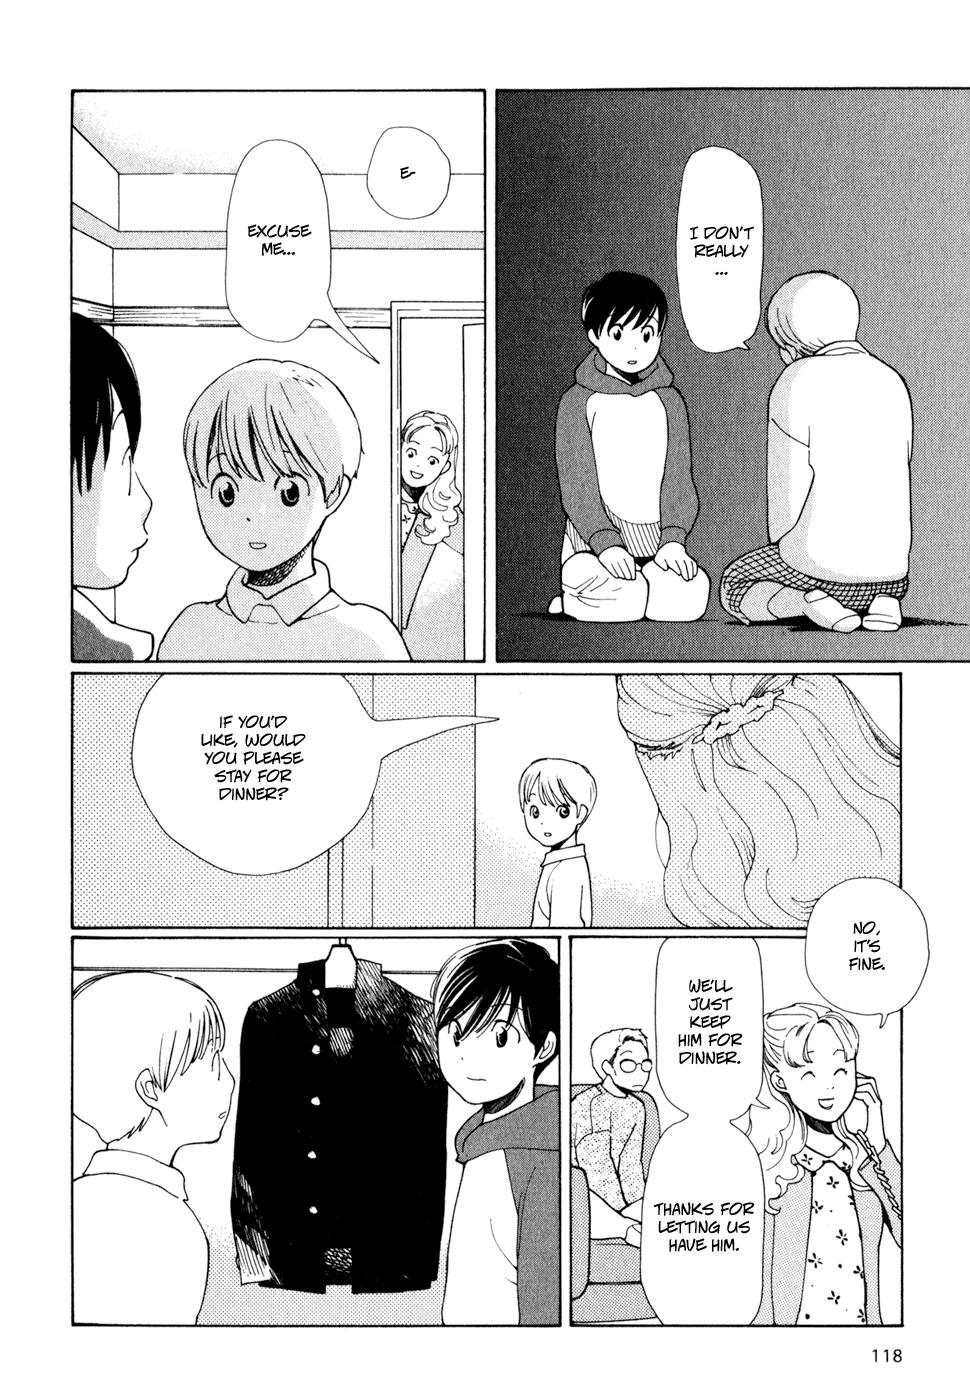 I DON'T
REALLY
...
E-
EXCUSE
ME...
IF YOU'D
LIKE, WOULD
YOU PLEASE
STAY FOR
DINNER?
NO,
IT'S
FINE.
WE'LL
JUST
KEEP
HIM FOR
DINNER.
THANKS FOR
LETTING US
HAVE HIM.
118